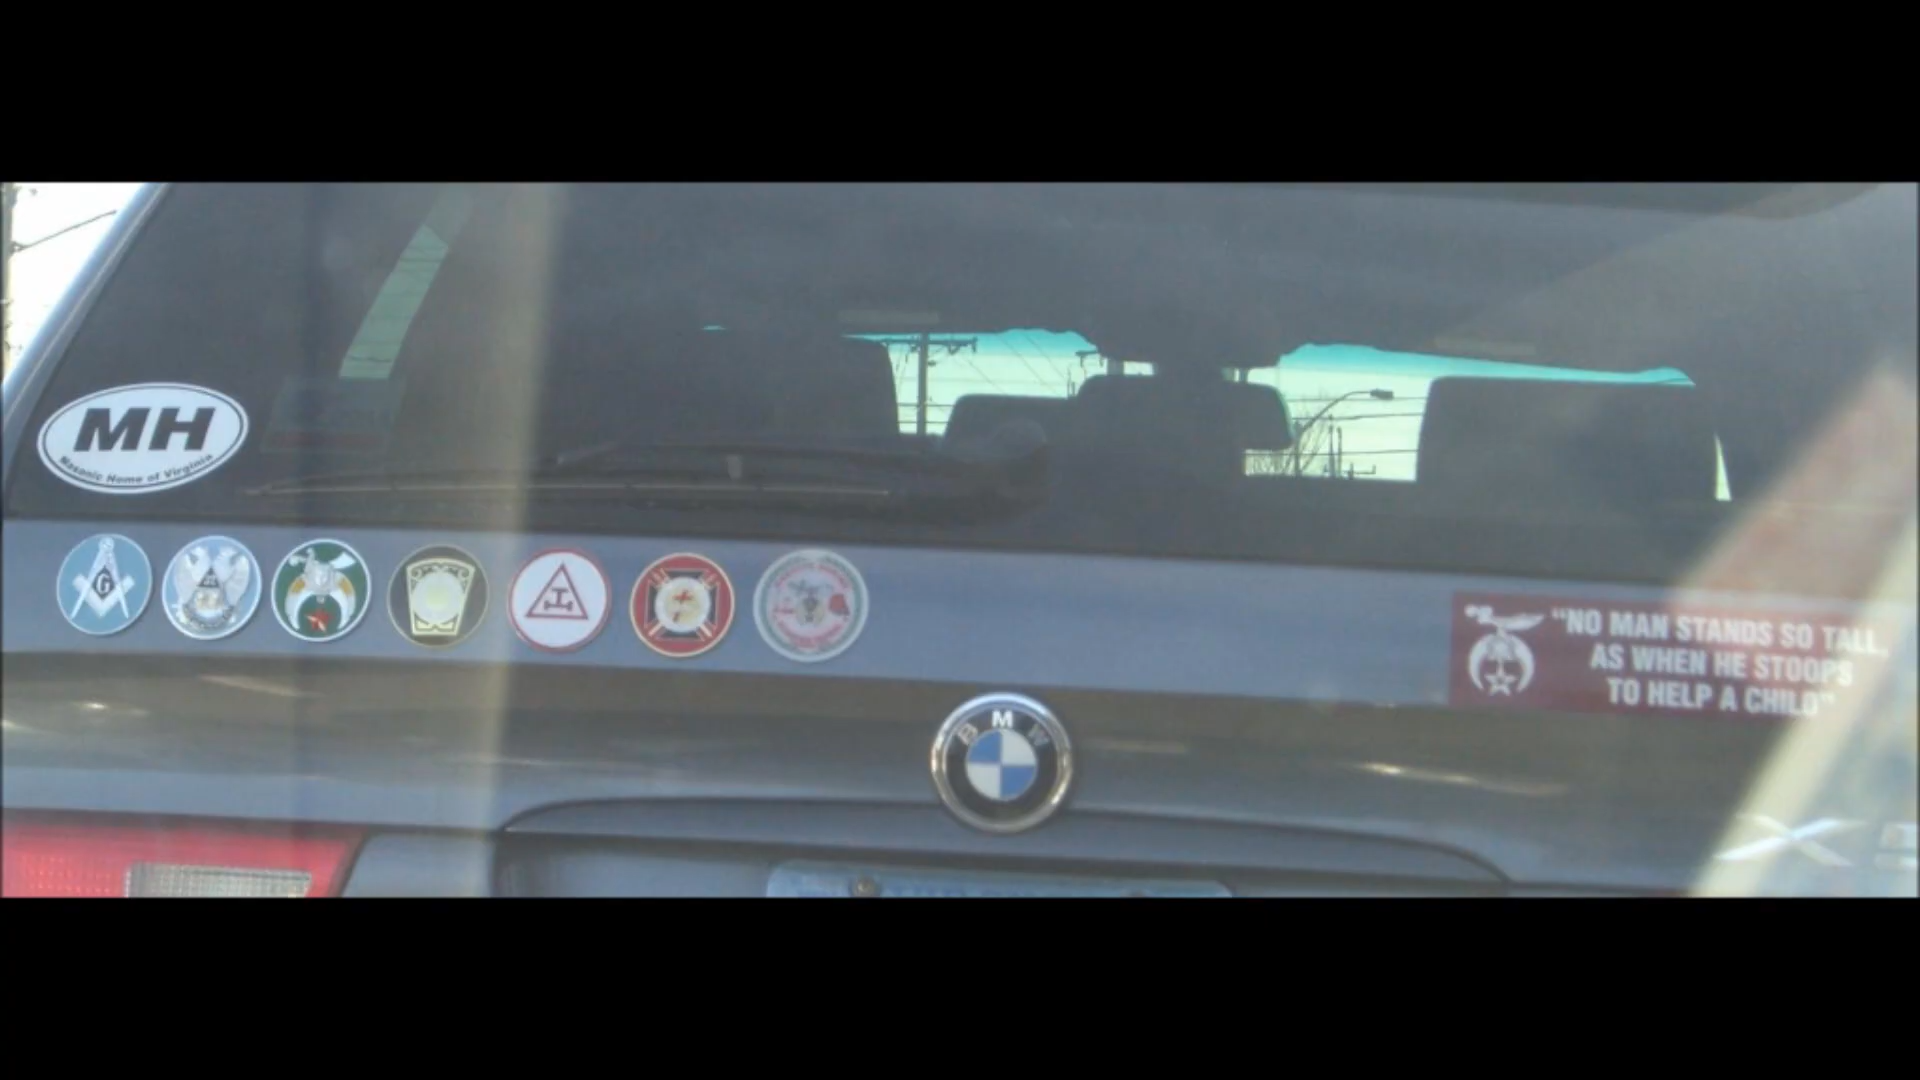 MH
Masonic Home of Virginia
G
"NO MAN STANDS SO TALL,
AS WHEN HE STOOPS
TO HELP A CHILD"
BMW
X